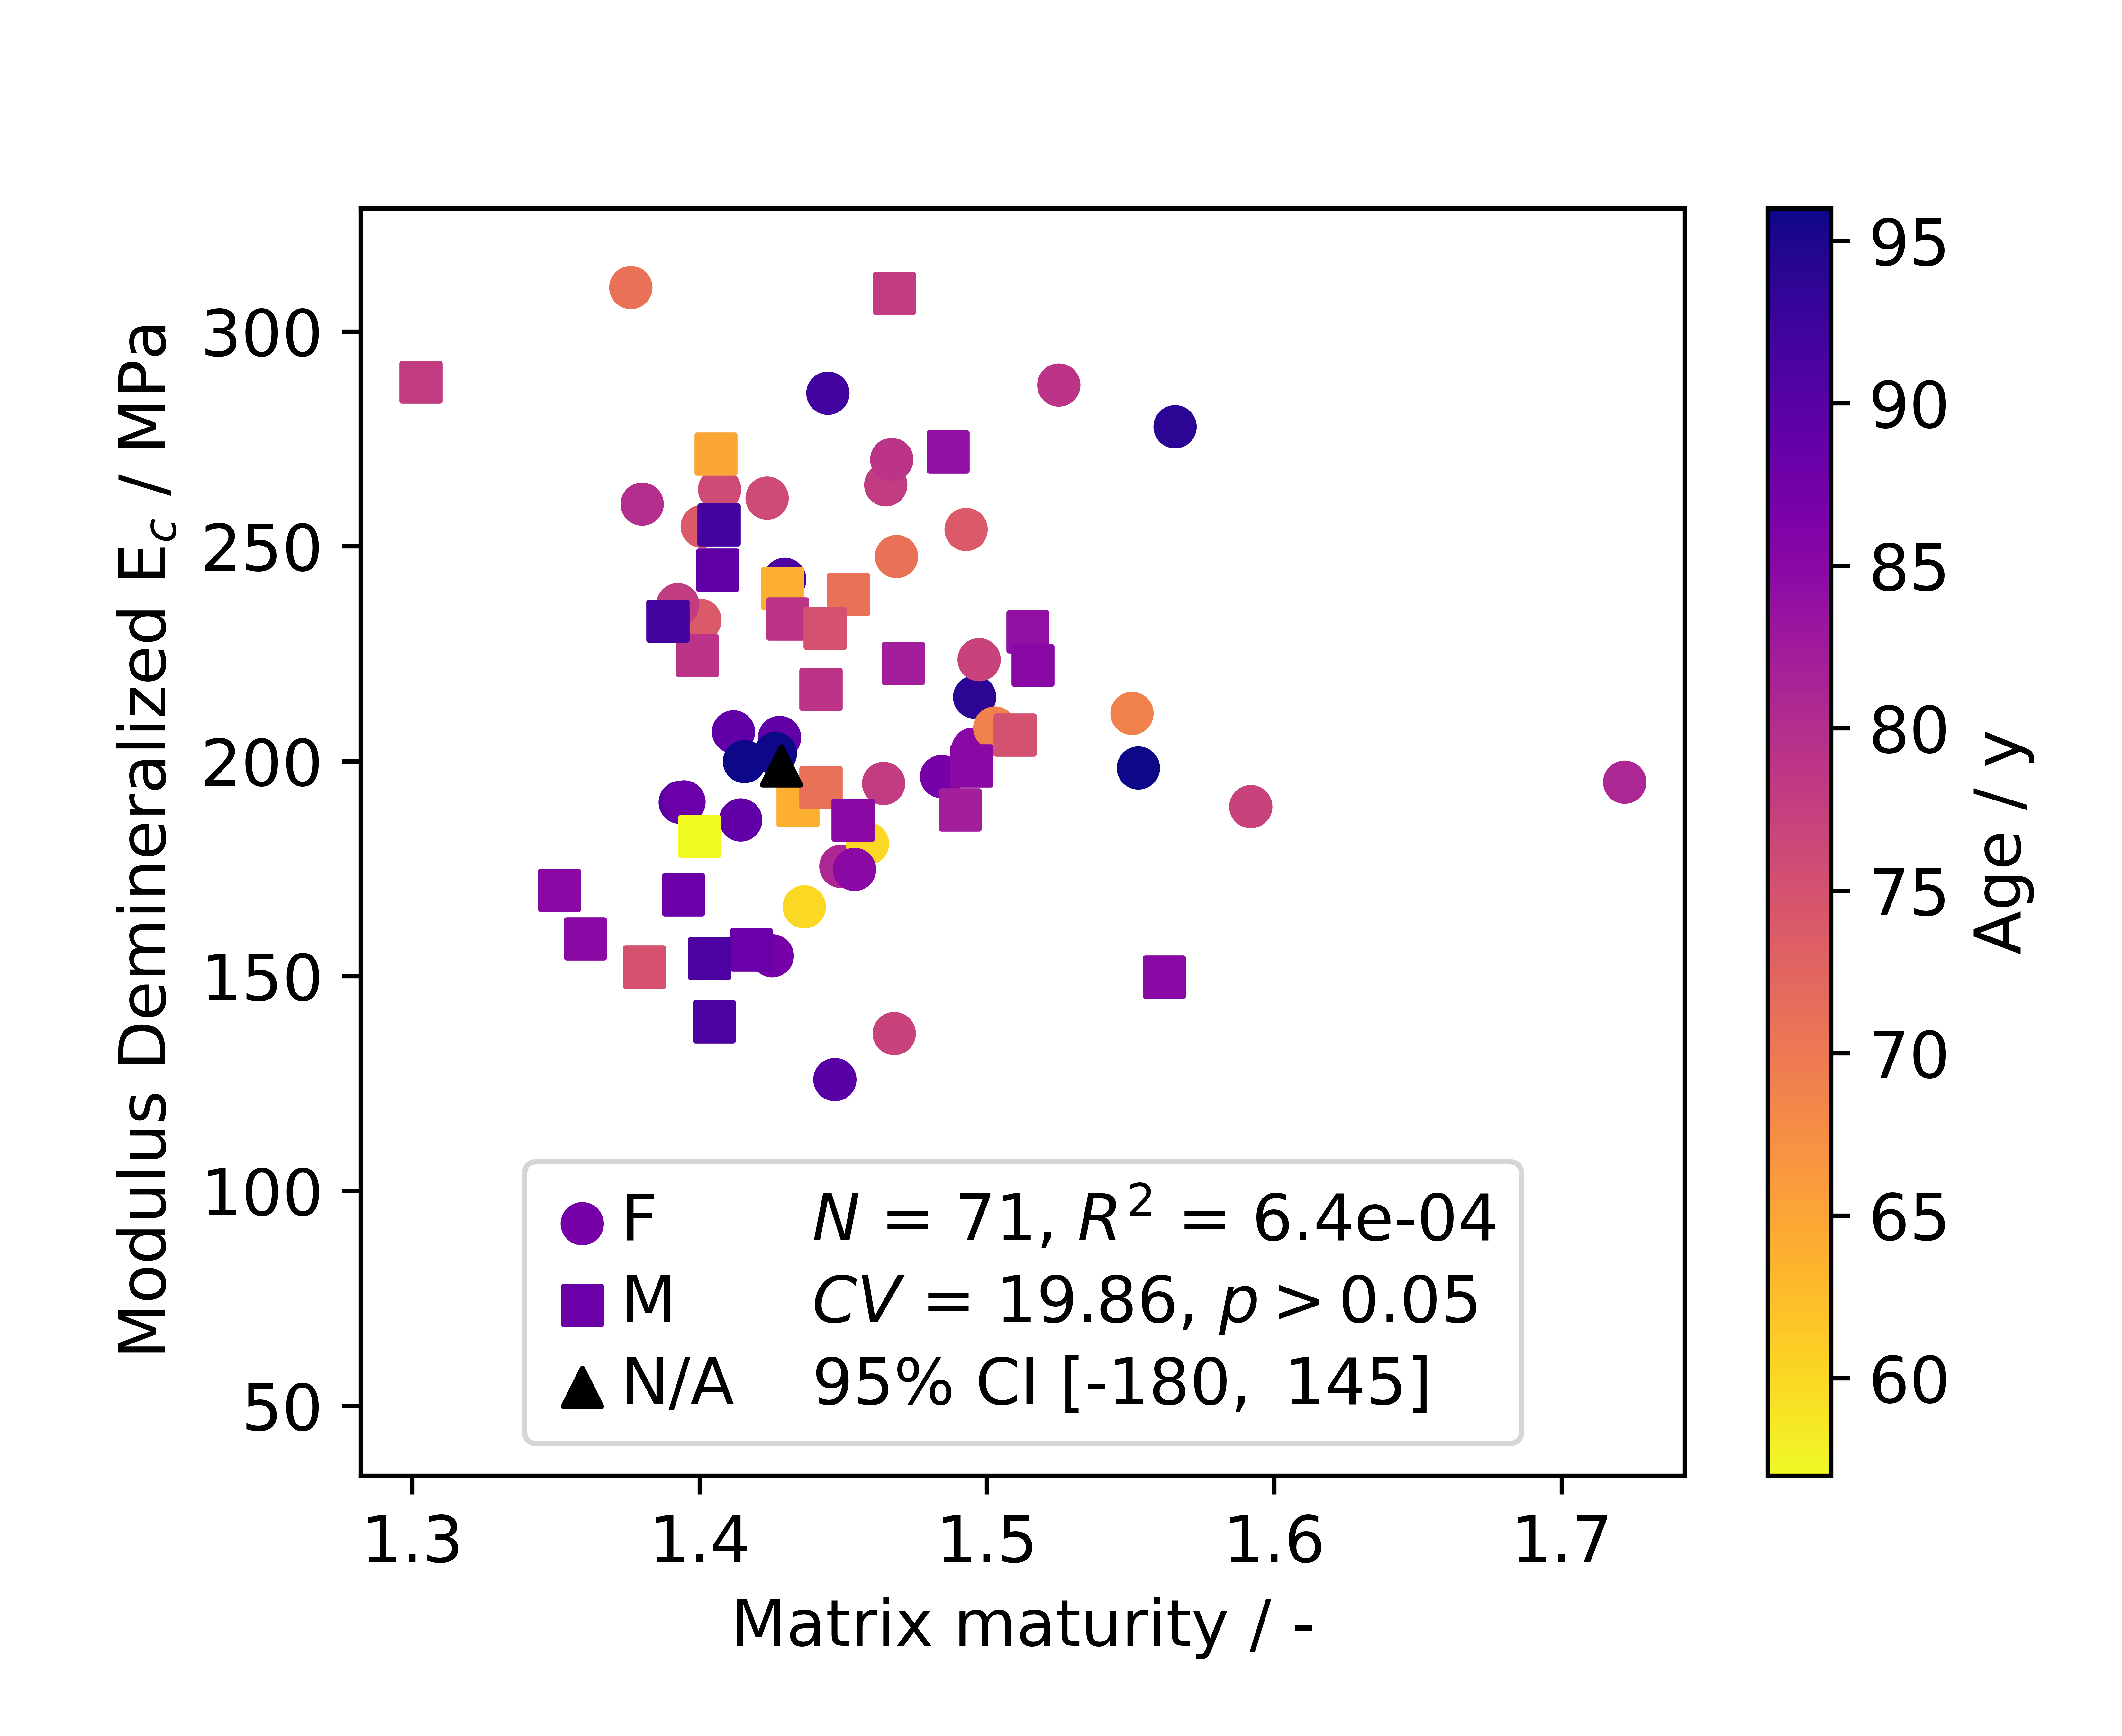 Modulus Demineralized E_c / MPa
300
250
200
150
100
50
F N = 71, R² = 6.4e-04
M CV = 19.86, p > 0.05
N/A 95% CI [-180, 145]
1.3 1.4 1.5 1.6 1.7
Matrix maturity / -
95
90
85
80
75
70
65
60
Age / y